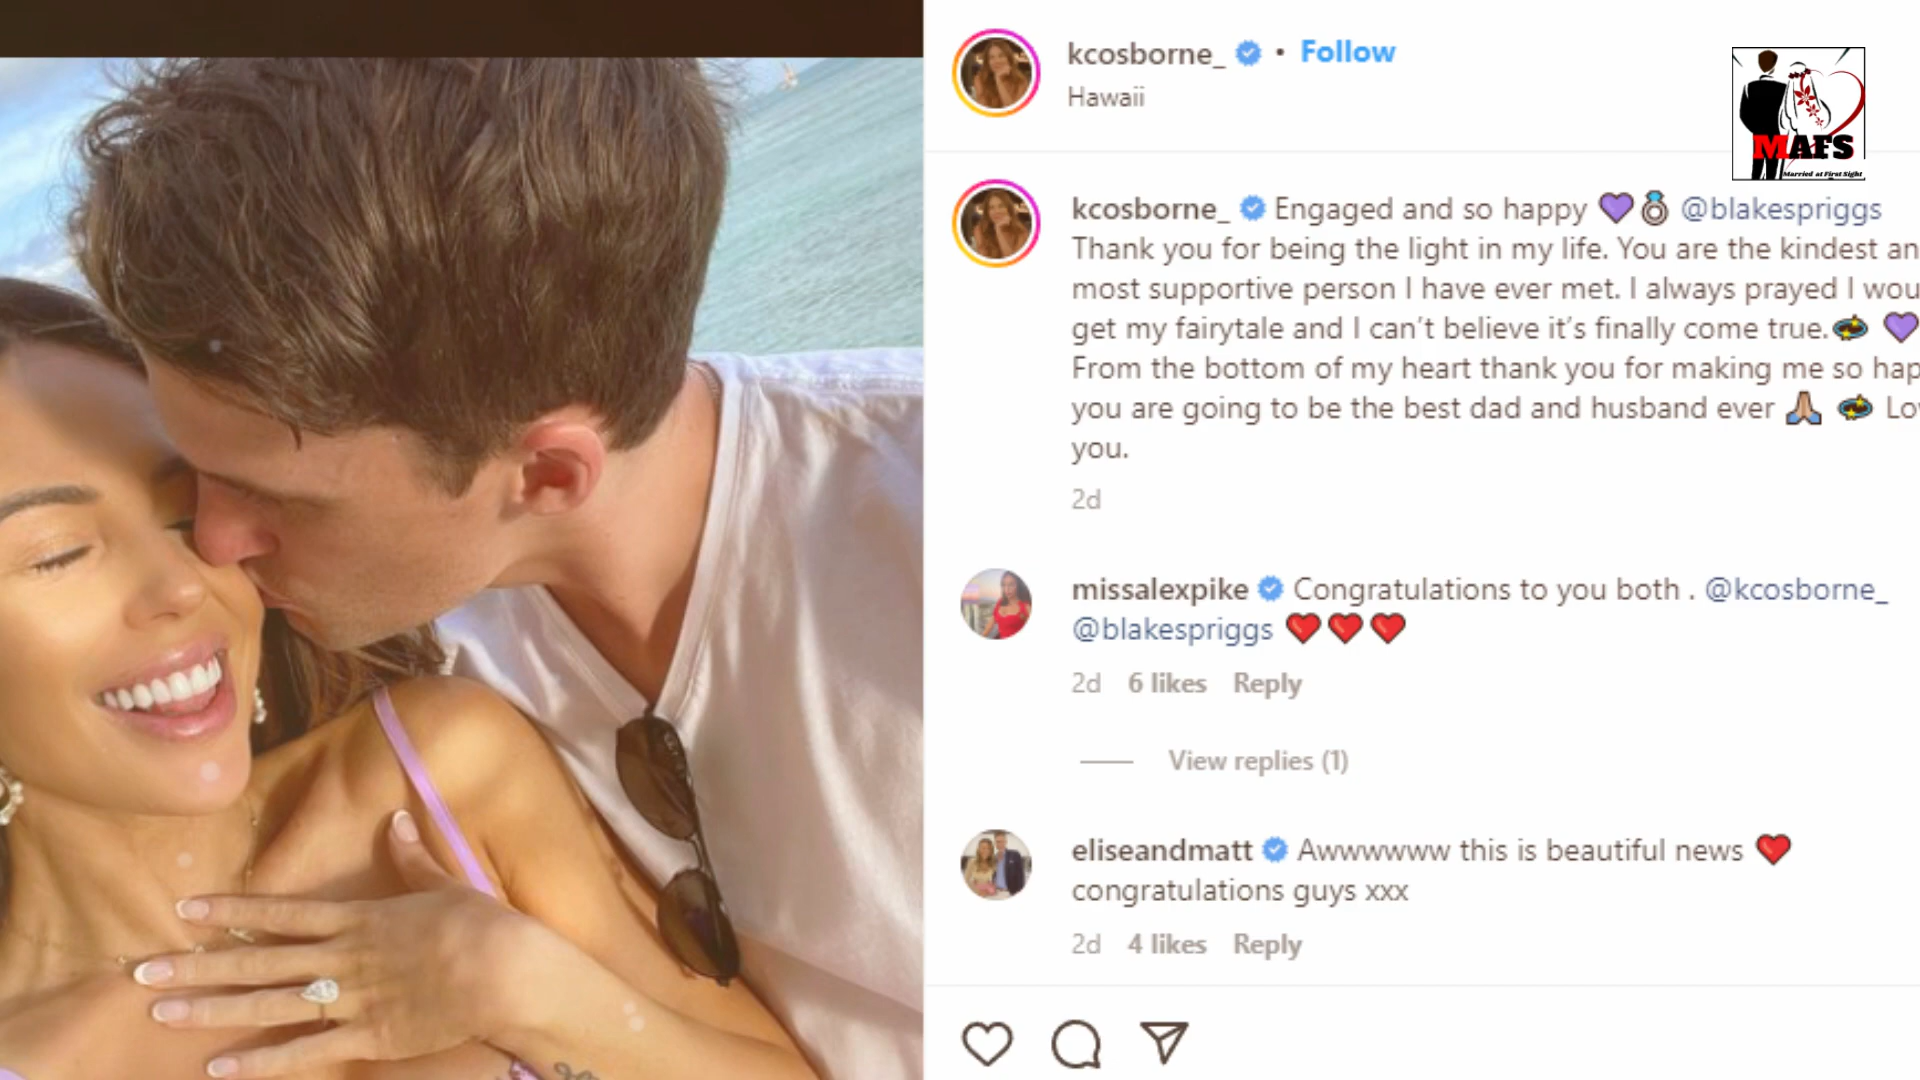 kcosborne_ • Follow
Hawaii
MAFS
Married at First Sight
kcosborne_ Engaged and so happy 💜💍 @blakespriggs
Thank you for being the light in my life. You are the kindest an
most supportive person I have ever met. I always prayed I wou
get my fairytale and I can’t believe it’s finally come true.💫 💜
From the bottom of my heart thank you for making me so hap
you are going to be the best dad and husband ever 🙏🏼 💫 Lo
you.
2d
missalexpike Congratulations to you both . @kcosborne_
@blakespriggs ❤️❤️❤️
2d 6 likes Reply
View replies (1)
eliseandmatt Awwwwww this is beautiful news ❤️
congratulations guys xxx
2d 4 likes Reply